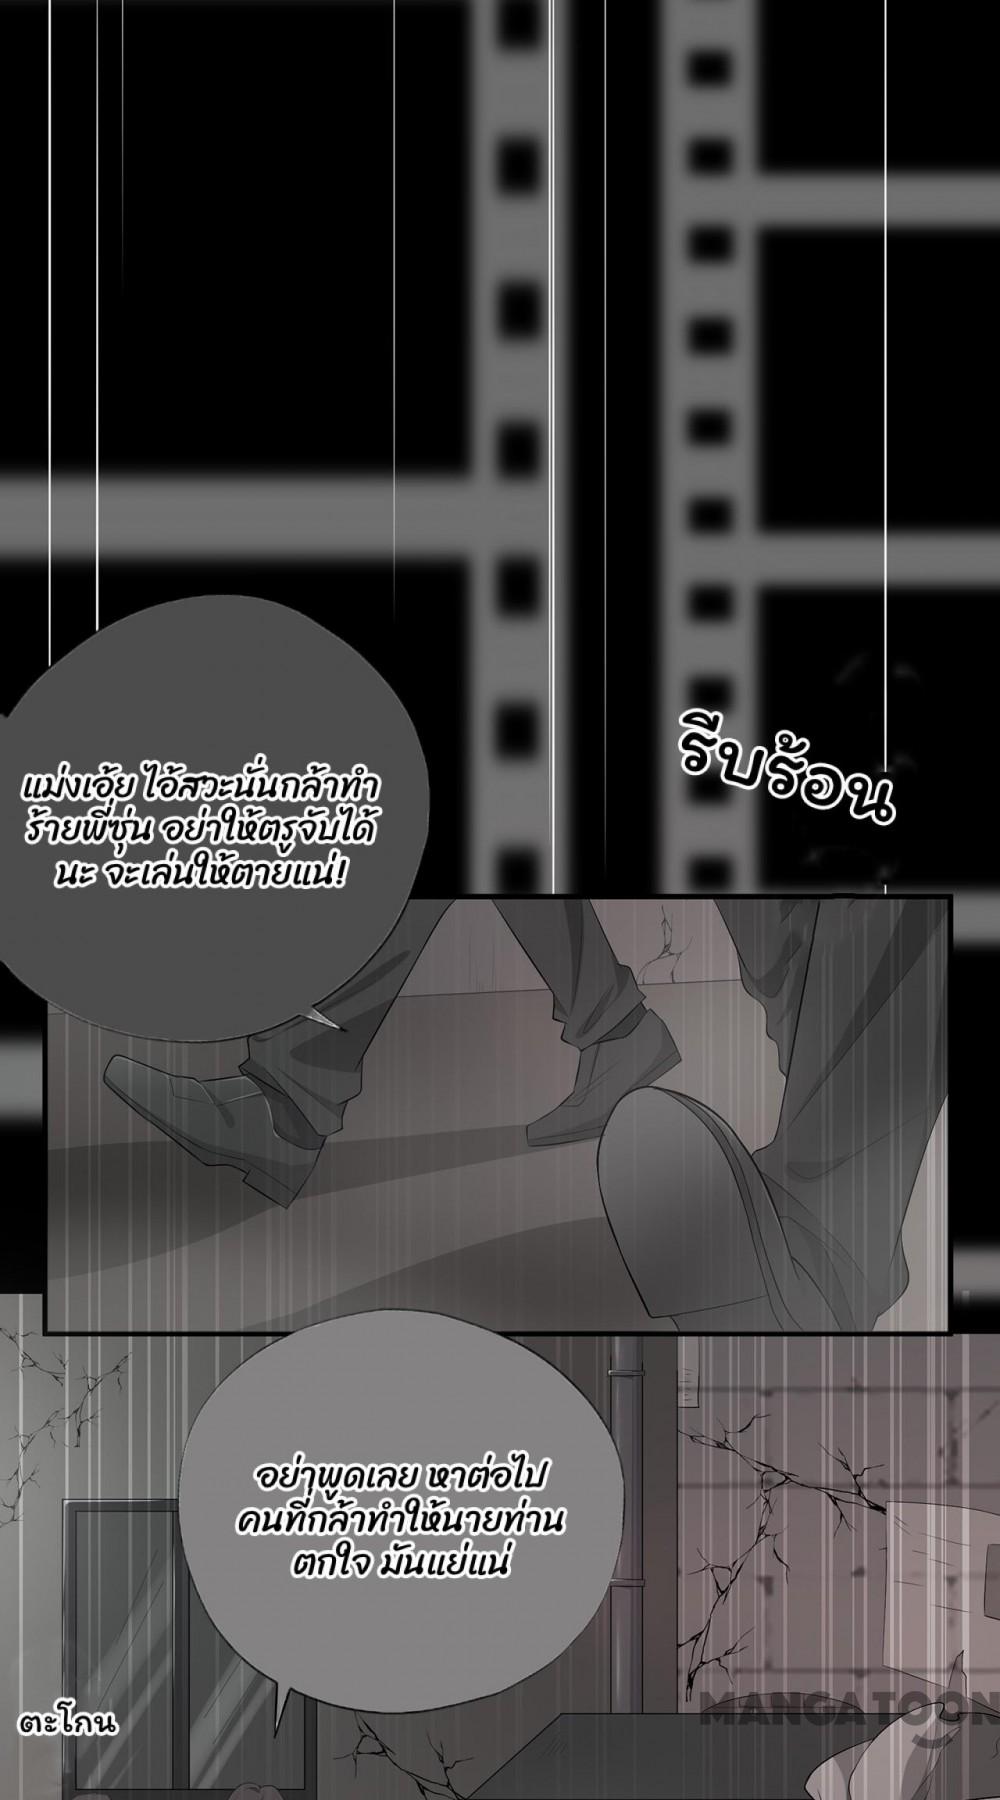 รีบร้อน
แม่งเอ้ย ไอ้สวะนั่นกล้าทำ
ร้ายพี่ซุ่น อย่าให้ตรูจับได้
นะ จะเล่นให้ตายแน่!
อย่าพูดเลย หาต่อไป
คนที่กล้าทำให้นายท่าน
ตกใจ มันแย่แน่
ตะโกน
MANGATOON